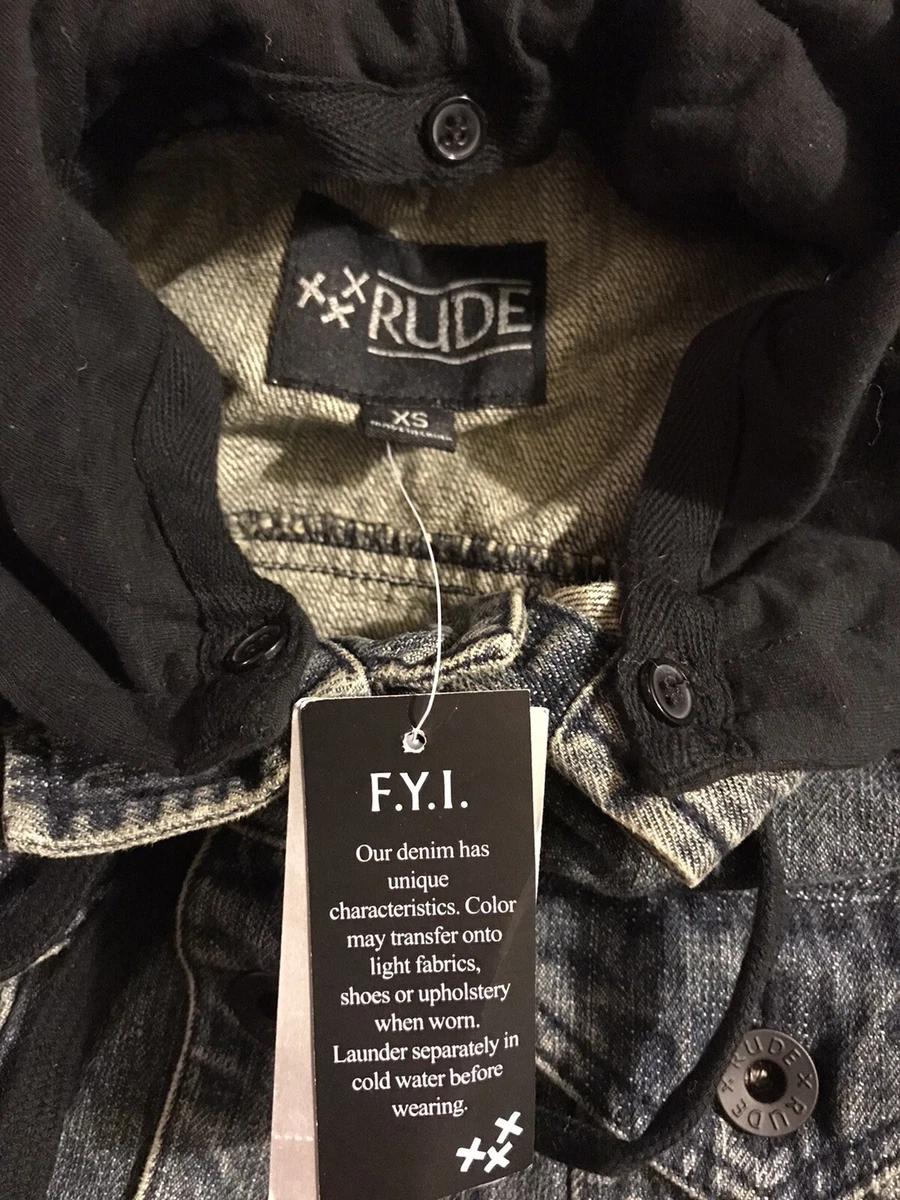 RUDE
XS
F.Y.I.
Our denim has
unique
characteristics. Color
may transfer onto
light fabrics,
shoes or upholstery
when worn.
Launder separately in
cold water before
wearing.
RUDE
RUDE